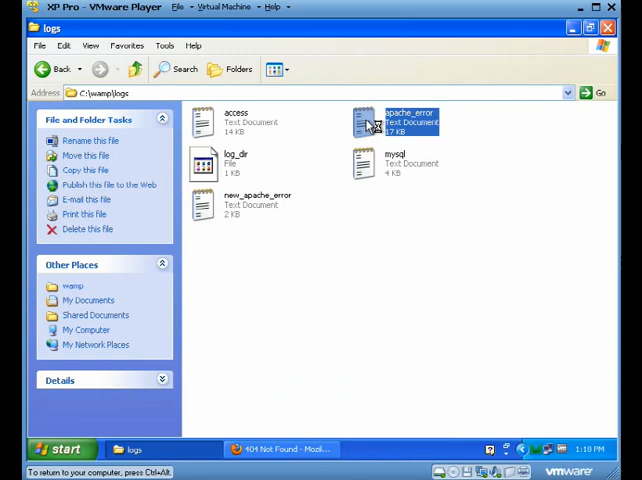 XP Pro - VMware Player File Virtual Machine Help
logs
File Edit View Favorites Tools Help
Back Search Folders
Address C:\wamp\logs Go
File and Folder Tasks
Rename this file
Move this file
Copy this file
Publish this file to the Web
E-mail this file
Print this file
Delete this file
Other Places
wamp
My Documents
Shared Documents
My Computer
My Network Places
Details
access
Text Document
14 KB
apache_error
Text Document
17 KB
log_dir
File
1 KB
mysql
Text Document
4 KB
new_apache_error
Text Document
2 KB
start logs 404 Not Found - Mozil... 1:10 PM
To return to your computer, press Ctrl+Alt. vmware